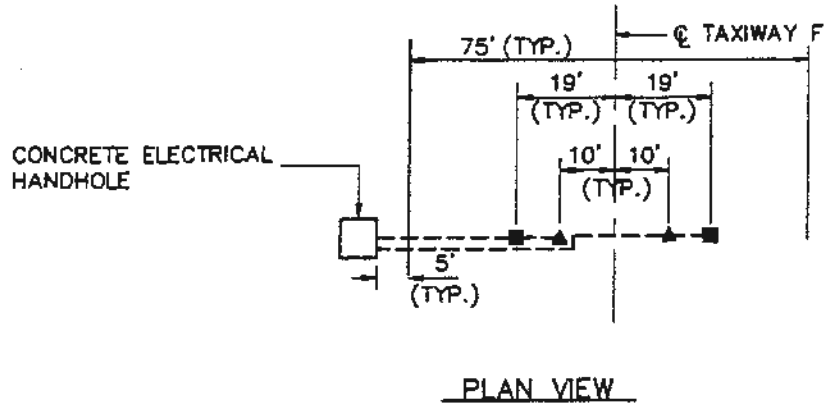 ℄ TAXIWAY F
75' (TYP.)
19' 19'
(TYP.) (TYP.)
10' 10'
(TYP.)
CONCRETE ELECTRICAL
HANDHOLE
5'
(TYP.)
PLAN VIEW